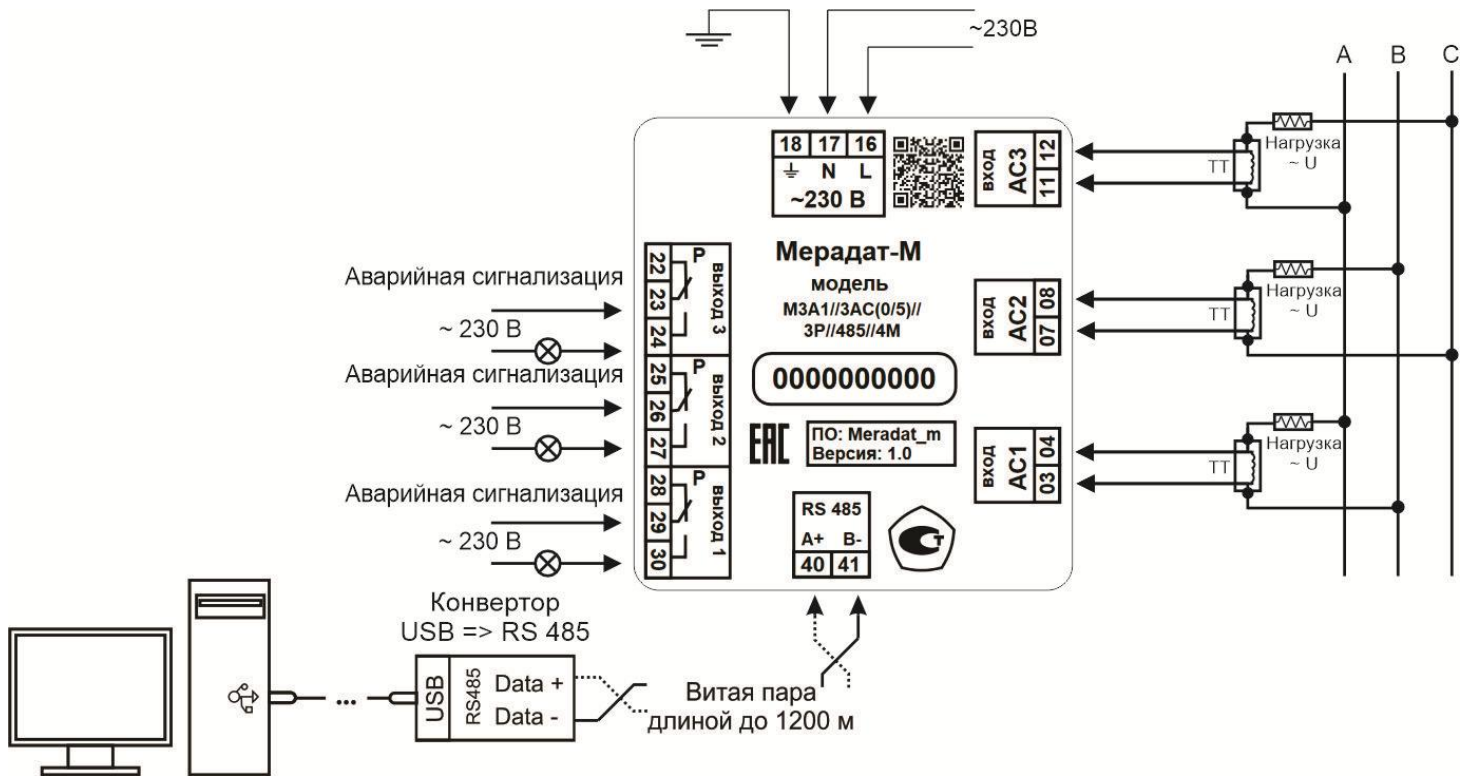 ~230В
A
B
C
18 17 16
N L
~230 В
вход
AC3
11 12
ТТ
Нагрузка
~ U
Мерадат-М
модель
М3А1//3АС(0/5)//
3Р//485//4М
0000000000
ЕАС
ПО: Meradat_m
Версия: 1.0
вход
AC2
07 08
ТТ
Нагрузка
~ U
вход
AC1
03 04
ТТ
Нагрузка
~ U
Аварийная сигнализация
~ 230 В
22
23
24
Р
выход 3
Аварийная сигнализация
~ 230 В
25
26
27
Р
выход 2
Аварийная сигнализация
~ 230 В
28
29
30
Р
выход 1
RS 485
A+ B-
40 41
Ст
Конвертор
USB => RS 485
USB
RS485
Data +
Data -
...
Витая пара
длиной до 1200 м